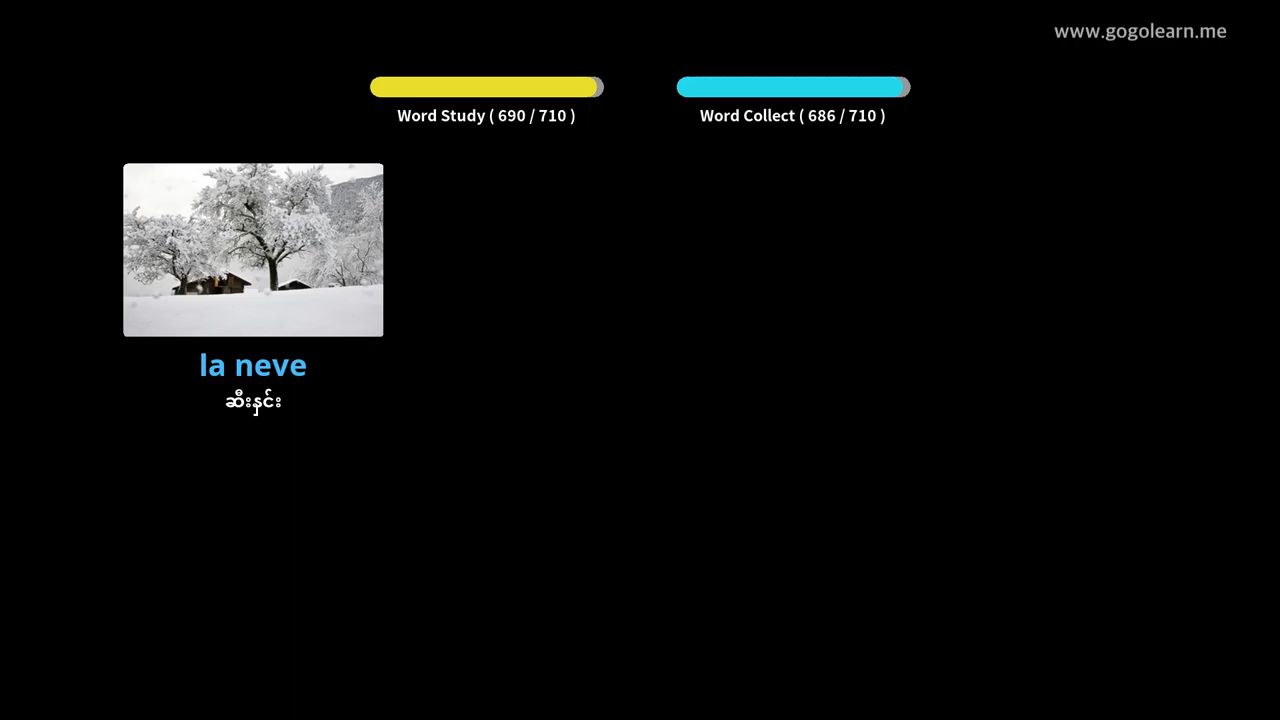 www.gogolearn.me
Word Study ( 690 / 710 )
Word Collect ( 686 / 710 )
la neve
ဆီးနှင်း